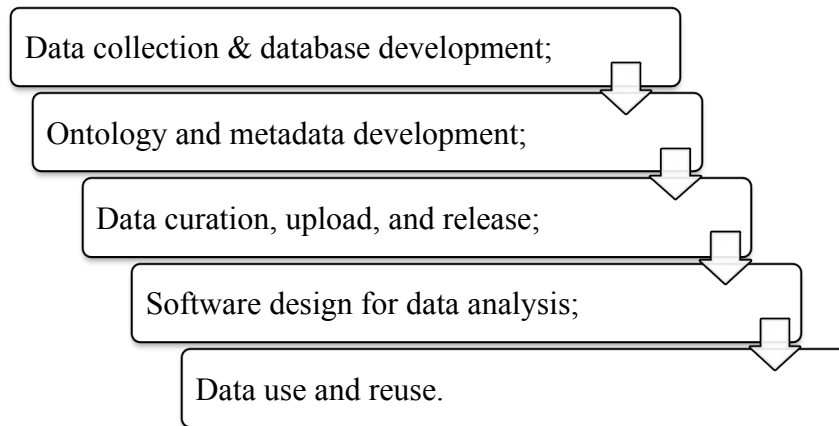 Data collection & database development;
Ontology and metadata development;
Data curation, upload, and release;
Software design for data analysis;
Data use and reuse.